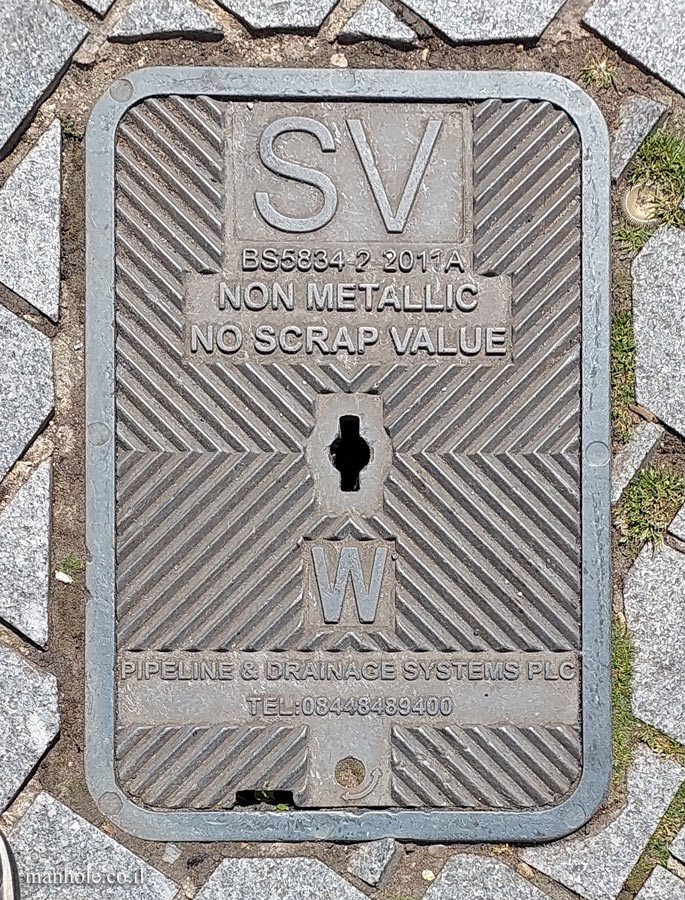 SV
BS5834-2 2011A
NON METALLIC
NO SCRAP VALUE
W
PIPELINE & DRAINAGE SYSTEMS PLC
TEL:08448489400
manhole.co.il